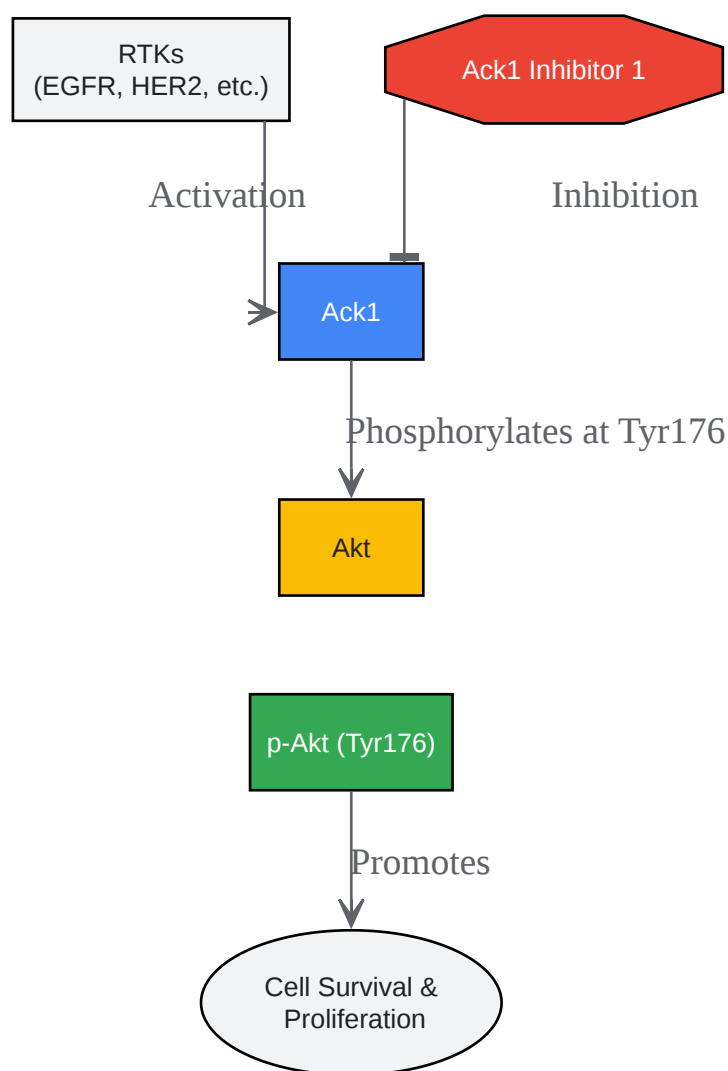 RTKs
(EGFR, HER2, etc.)
Ack1 Inhibitor 1
Activation
Inhibition
Ack1
Phosphorylates at Tyr176
Akt
p-Akt (Tyr176)
Promotes
Cell Survival &
Proliferation